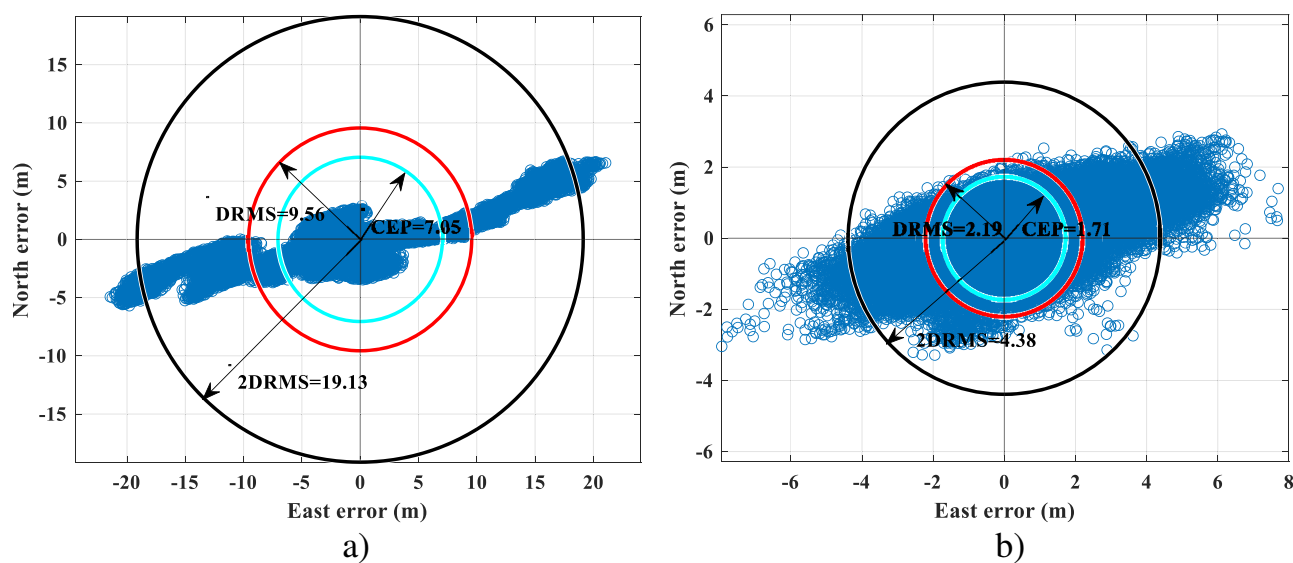 15
10
5
0
-5
-10
-15
North error (m)
DRMS=9.56
CEP=7.05
2DRMS=19.13
-20 -15 -10 -5 0 5 10 15 20
East error (m)
a)
6
4
2
0
-2
-4
-6
North error (m)
DRMS=2.19
CEP=1.71
2DRMS=4.38
-6 -4 -2 0 2 4 6 8
East error (m)
b)